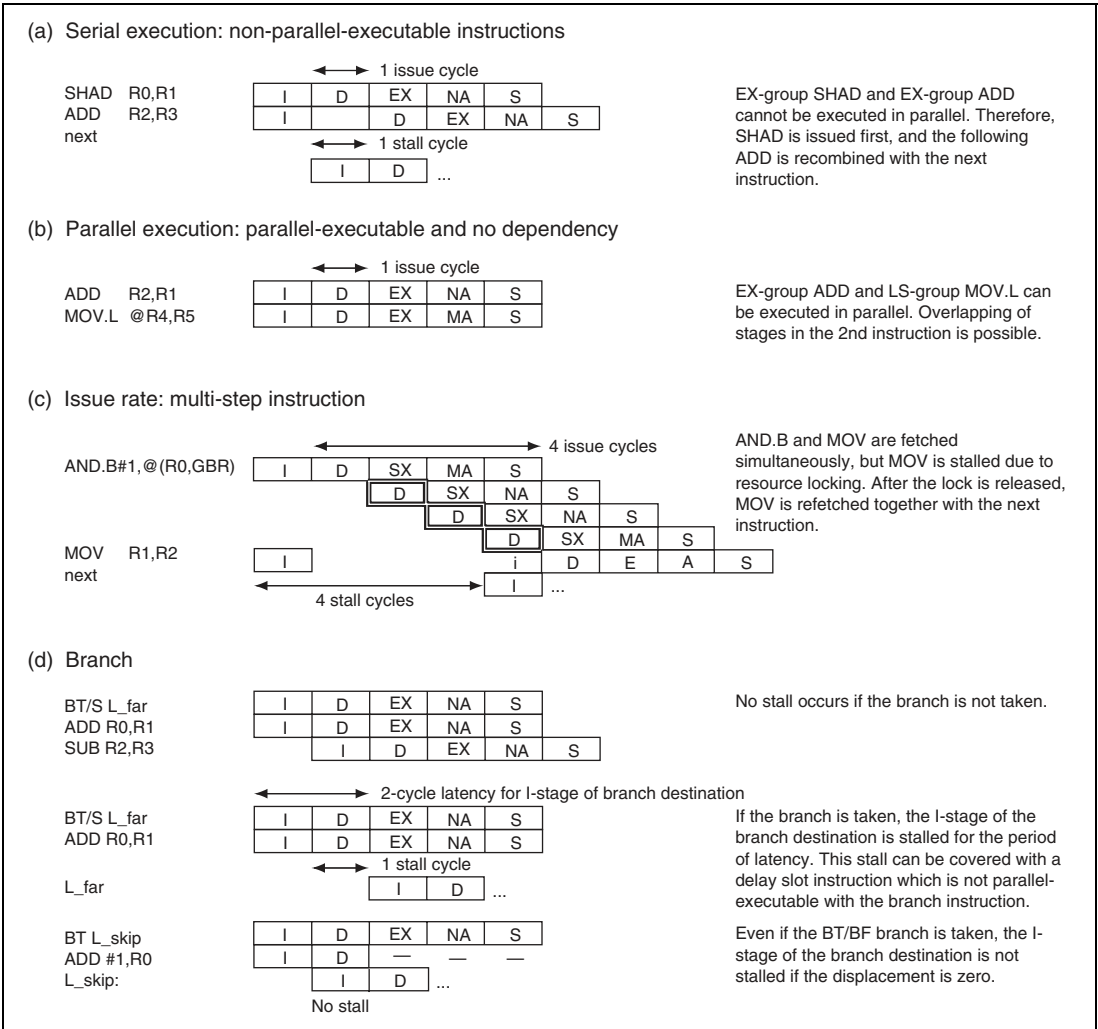 (a) Serial execution: non-parallel-executable instructions
1 issue cycle
SHAD R0,R1 I D EX NA S
ADD R2,R3 I D EX NA S
next
1 stall cycle
I D ...
EX-group SHAD and EX-group ADD
cannot be executed in parallel. Therefore,
SHAD is issued first, and the following
ADD is recombined with the next
instruction.
(b) Parallel execution: parallel-executable and no dependency
1 issue cycle
ADD R2,R1 I D EX NA S
MOV.L @R4,R5 I D EX MA S
EX-group ADD and LS-group MOV.L can
be executed in parallel. Overlapping of
stages in the 2nd instruction is possible.
(c) Issue rate: multi-step instruction
4 issue cycles
AND.B#1,@(R0,GBR) I D SX MA S
D SX NA S
D SX NA S
D SX MA S
MOV R1,R2 I i D E A S
next I ...
4 stall cycles
AND.B and MOV are fetched
simultaneously, but MOV is stalled due to
resource locking. After the lock is released,
MOV is refetched together with the next
instruction.
(d) Branch
BT/S L_far I D EX NA S
ADD R0,R1 I D EX NA S
SUB R2,R3 I D EX NA S
No stall occurs if the branch is not taken.
2-cycle latency for I-stage of branch destination
BT/S L_far I D EX NA S
ADD R0,R1 I D EX NA S
1 stall cycle
L_far I D ...
If the branch is taken, the I-stage of the
branch destination is stalled for the period
of latency. This stall can be covered with a
delay slot instruction which is not parallel-
executable with the branch instruction.
BT L_skip I D EX NA S
ADD #1,R0 I D — — —
L_skip: I D ...
No stall
Even if the BT/BF branch is taken, the I-
stage of the branch destination is not
stalled if the displacement is zero.